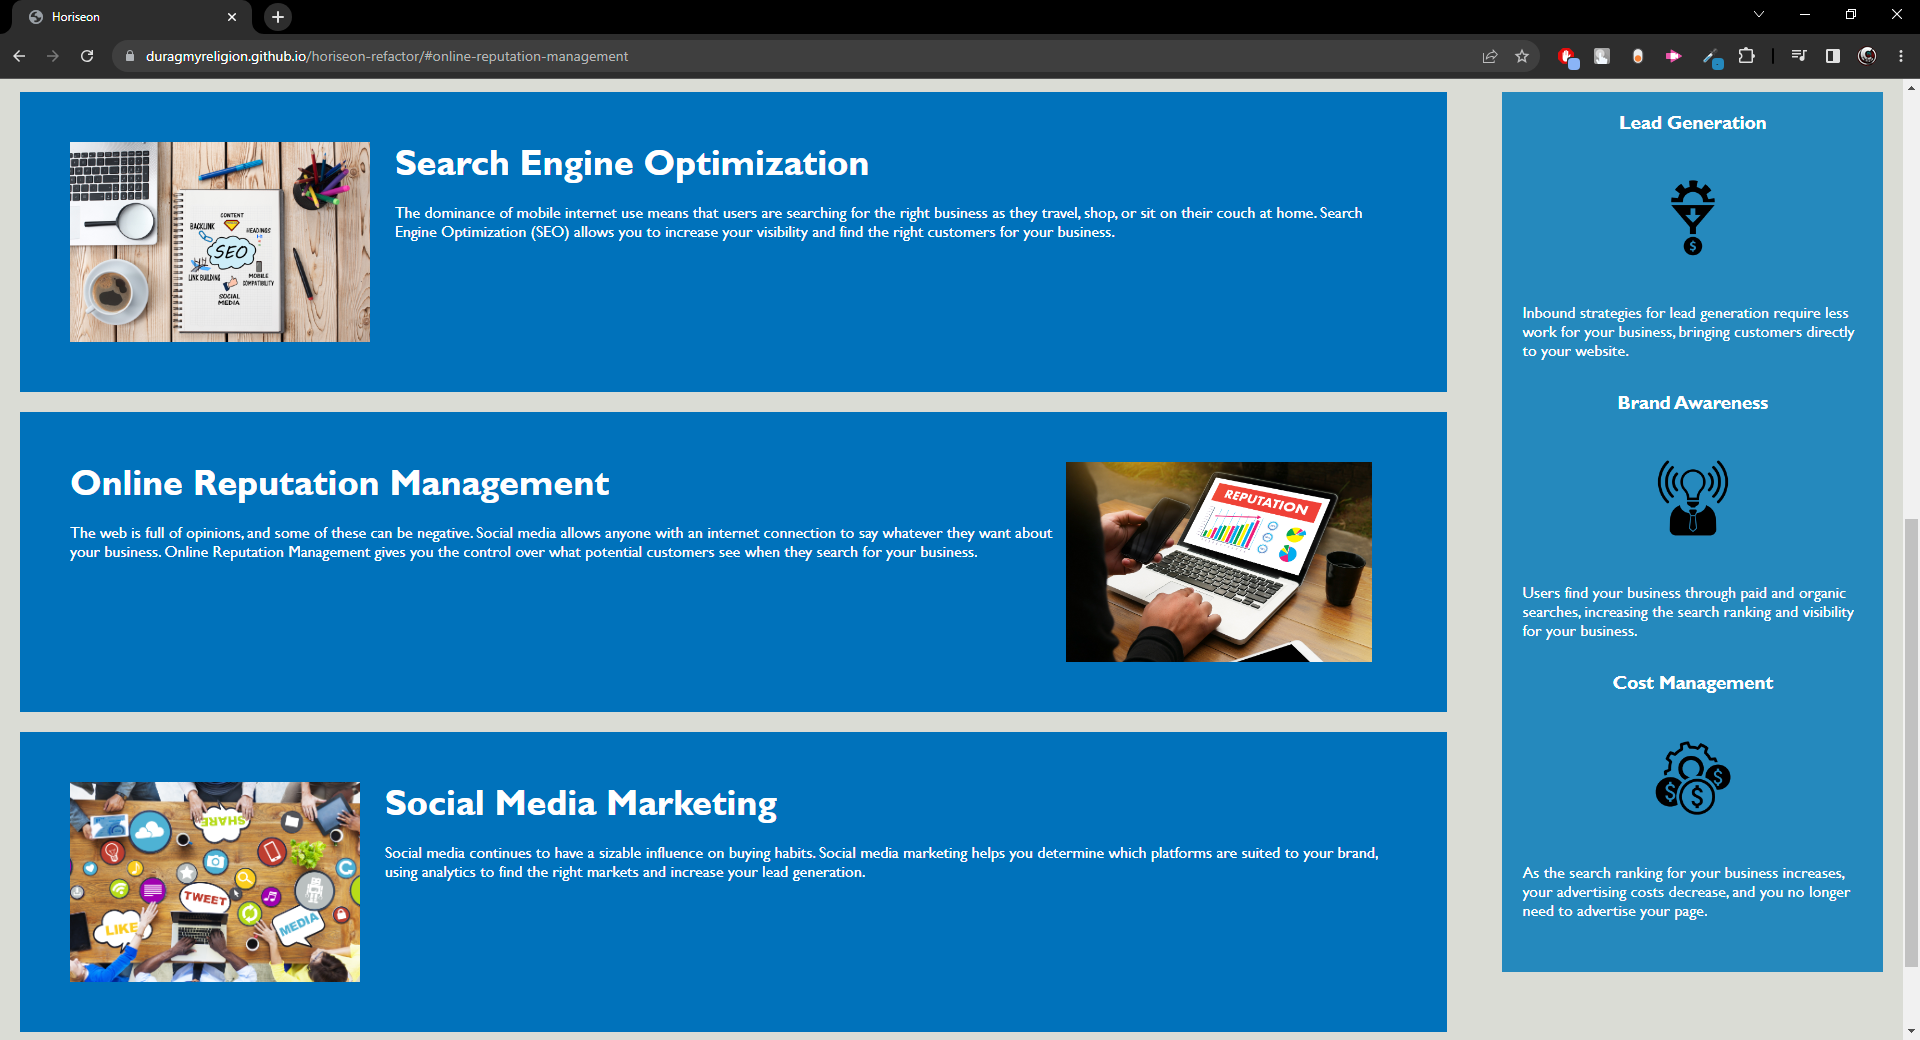 Horiseon
duragmyreligion.github.io/horiseon-refactor/#online-reputation-management
CONTENT
BACKLINK
HEADINGS
SEO
LINK BUILDING
MOBILE
COMPATIBILITY
SOCIAL
MEDIA
Search Engine Optimization
The dominance of mobile internet use means that users are searching for the right business as they travel, shop, or sit on their couch at home. Search
Engine Optimization (SEO) allows you to increase your visibility and find the right customers for your business.
Online Reputation Management
The web is full of opinions, and some of these can be negative. Social media allows anyone with an internet connection to say whatever they want about
your business. Online Reputation Management gives you the control over what potential customers see when they search for your business.
REPUTATION
SHARE
TWEET
LIKE
MEDIA
Social Media Marketing
Social media continues to have a sizable influence on buying habits. Social media marketing helps you determine which platforms are suited to your brand,
using analytics to find the right markets and increase your lead generation.
Lead Generation
$
Inbound strategies for lead generation require less
work for your business, bringing customers directly
to your website.
Brand Awareness
Users find your business through paid and organic
searches, increasing the search ranking and visibility
for your business.
Cost Management
$ $ $
As the search ranking for your business increases,
your advertising costs decrease, and you no longer
need to advertise your page.